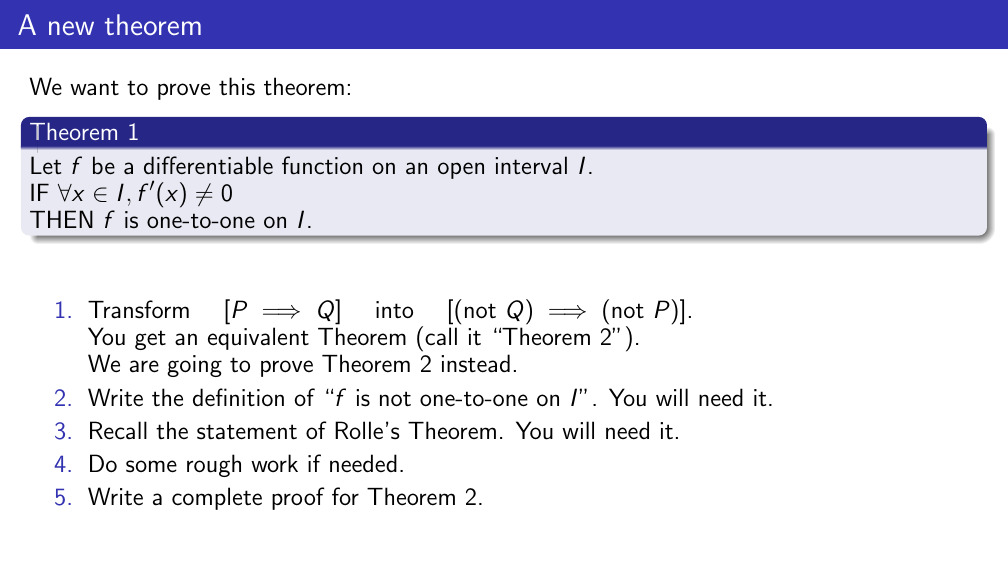 A new theorem
We want to prove this theorem:
Theorem 1
Let f be a differentiable function on an open interval I.
IF ∀x ∈ I, f′(x) ≠ 0
THEN f is one-to-one on I.
1. Transform [P ⟹ Q] into [(not Q) ⟹ (not P)].
You get an equivalent Theorem (call it “Theorem 2”).
We are going to prove Theorem 2 instead.
2. Write the definition of “f is not one-to-one on I”. You will need it.
3. Recall the statement of Rolle’s Theorem. You will need it.
4. Do some rough work if needed.
5. Write a complete proof for Theorem 2.